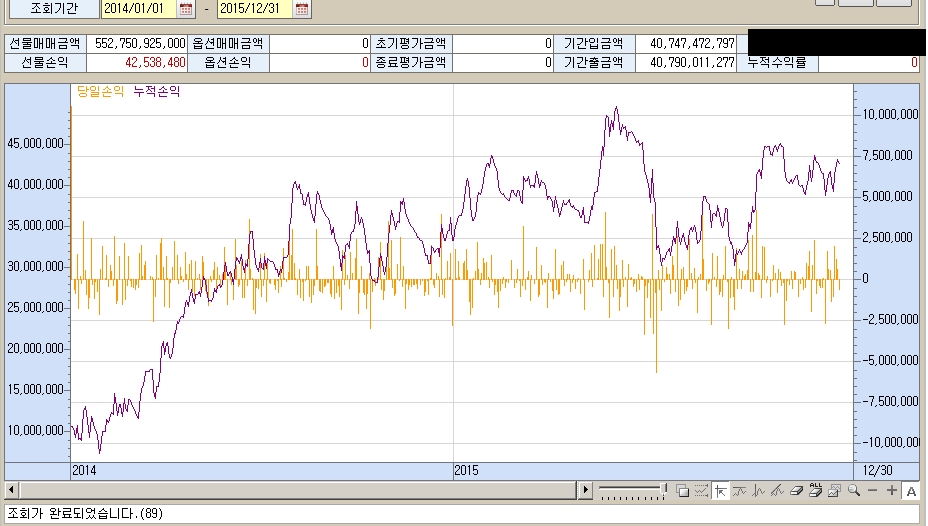 조회기간 2014/01/01 - 2015/12/31
선물매매금액 552,750,925,000 옵션매매금액 0 초기평가금액 0 기간입금액 40,747,472,797
선물손익 42,538,480 옵션손익 0 종료평가금액 0 기간출금액 40,790,011,277 누적수익률 0
당일손익 누적손익
10,000,000
45,000,000 7,500,000
40,000,000 5,000,000
35,000,000 2,500,000
30,000,000 0
25,000,000 -2,500,000
20,000,000 -5,000,000
15,000,000 -7,500,000
10,000,000 -10,000,000
2014 2015 12/30
ALL A
조회가 완료되었습니다.(89)